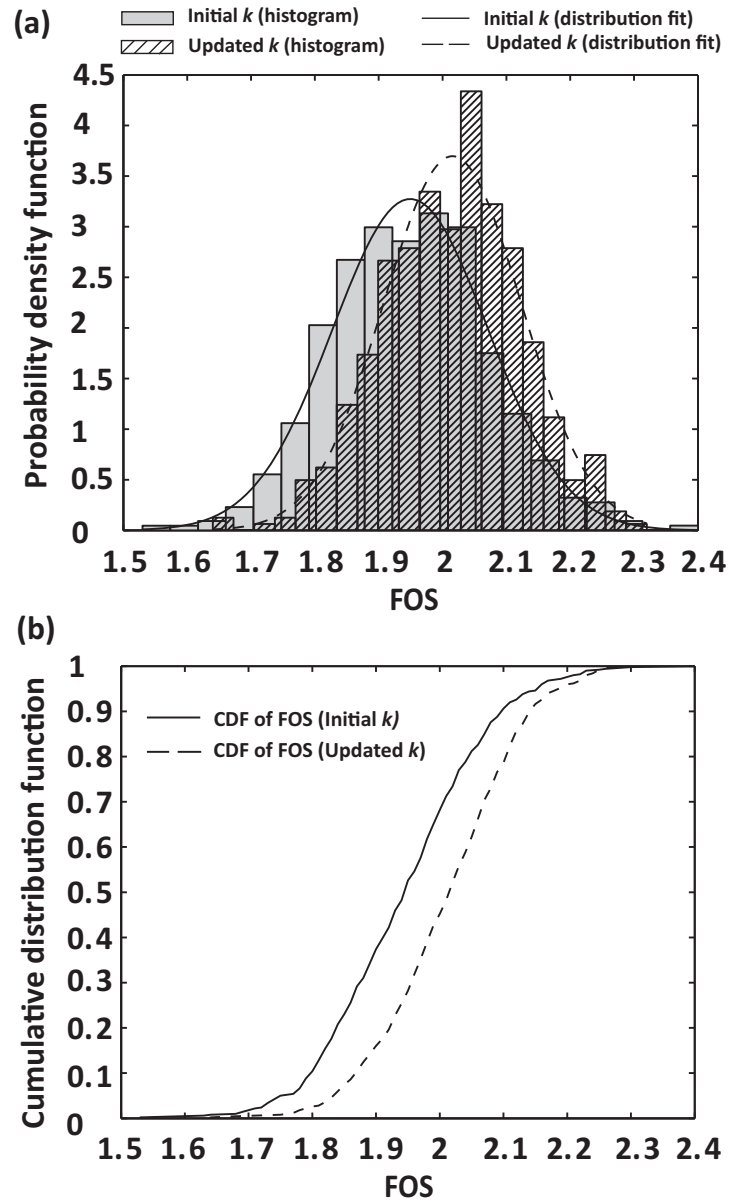 (a)
Initial k (histogram)
Initial k (distribution fit)
Updated k (histogram)
Updated k (distribution fit)
Probability density function
4.5
4
3.5
3
2.5
2
1.5
1
0.5
0
1.5 1.6 1.7 1.8 1.9 2 2.1 2.2 2.3 2.4
FOS
(b)
Cumulative distribution function
1
0.9
0.8
0.7
0.6
0.5
0.4
0.3
0.2
0.1
0
CDF of FOS (Initial k)
CDF of FOS (Updated k)
1.5 1.6 1.7 1.8 1.9 2 2.1 2.2 2.3 2.4
FOS